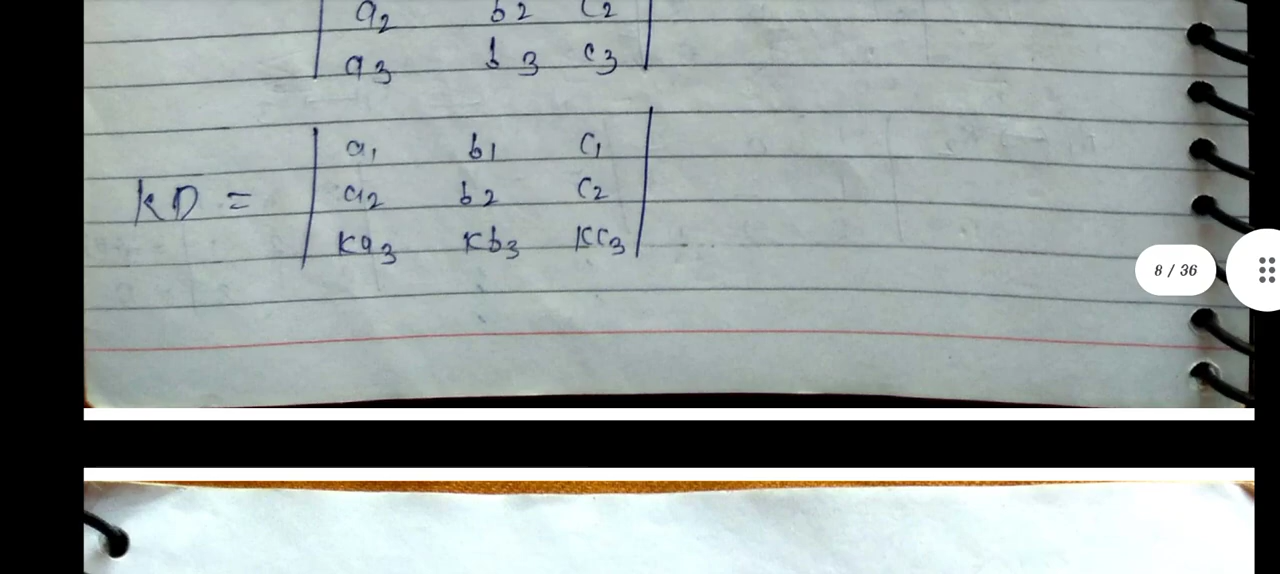 a2 b2 c2
a3 b3 c3
a1 b1 c1
KD = a2 b2 c2
Ka3 Kb3 Kc3
8 / 36